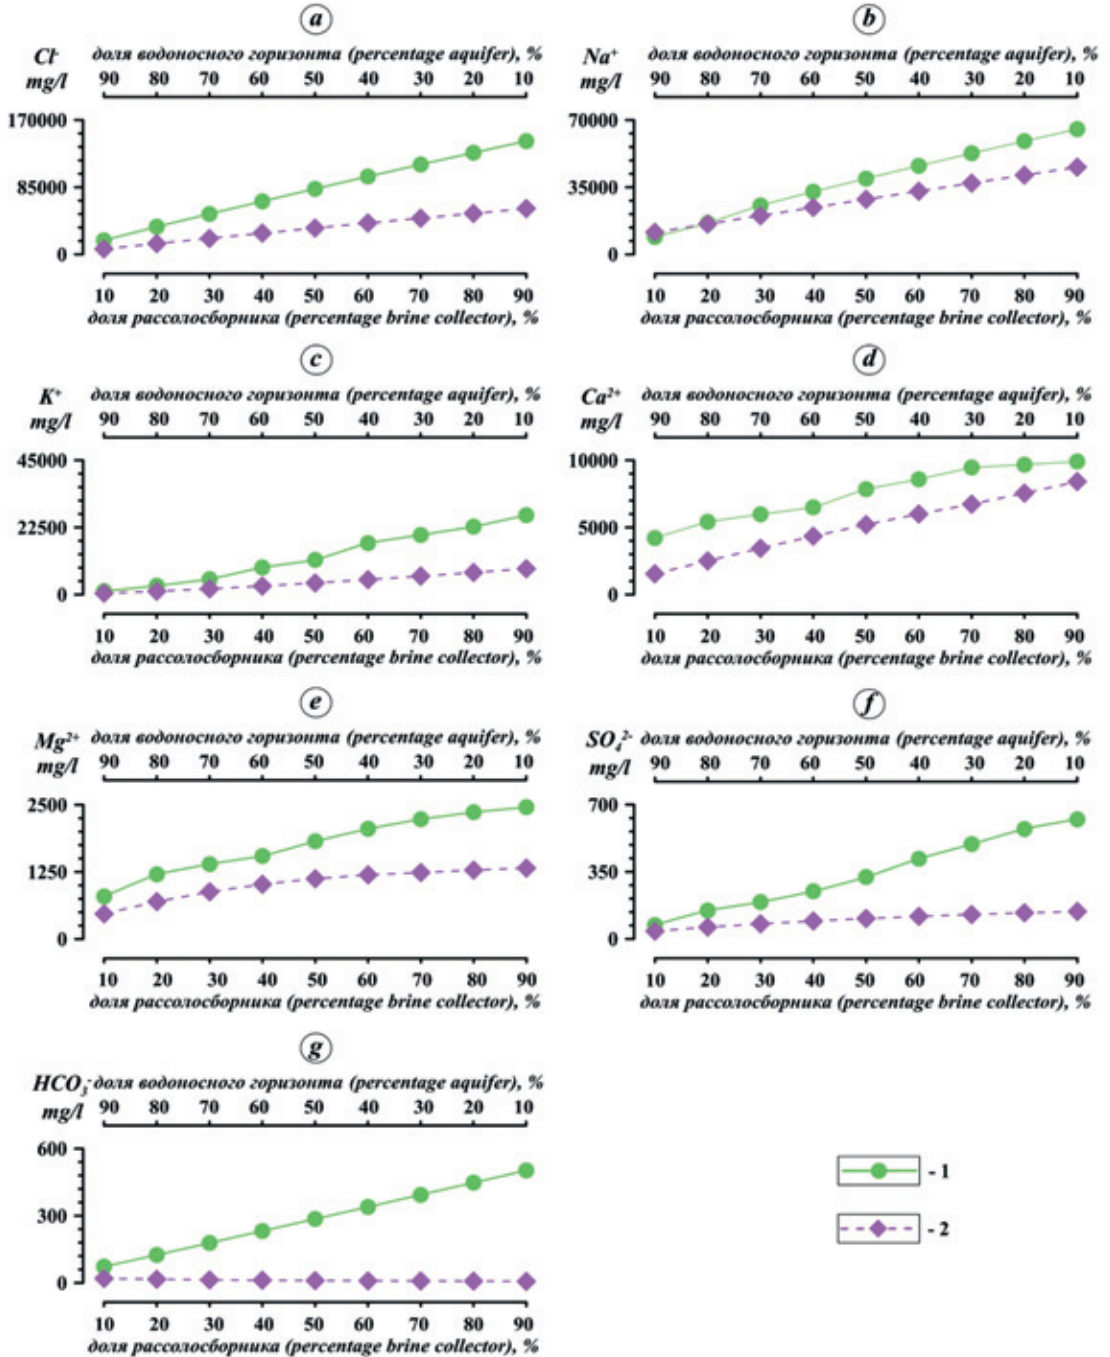 a
Cl⁻ доля водоносного горизонта (percentage aquifer), %
mg/l 90 80 70 60 50 40 30 20 10
170000
85000
0
10 20 30 40 50 60 70 80 90
доля рассолосборника (percentage brine collector), %
b
Na⁺ доля водоносного горизонта (percentage aquifer), %
mg/l 90 80 70 60 50 40 30 20 10
70000
35000
0
10 20 30 40 50 60 70 80 90
доля рассолосборника (percentage brine collector), %
c
K⁺ доля водоносного горизонта (percentage aquifer), %
mg/l 90 80 70 60 50 40 30 20 10
45000
22500
0
10 20 30 40 50 60 70 80 90
доля рассолосборника (percentage brine collector), %
d
Ca²⁺ доля водоносного горизонта (percentage aquifer), %
mg/l 90 80 70 60 50 40 30 20 10
10000
5000
0
10 20 30 40 50 60 70 80 90
доля рассолосборника (percentage brine collector), %
e
Mg²⁺ доля водоносного горизонта (percentage aquifer), %
mg/l 90 80 70 60 50 40 30 20 10
2500
1250
0
10 20 30 40 50 60 70 80 90
доля рассолосборника (percentage brine collector), %
f
SO₄²⁻ доля водоносного горизонта (percentage aquifer), %
mg/l 90 80 70 60 50 40 30 20 10
700
350
0
10 20 30 40 50 60 70 80 90
доля рассолосборника (percentage brine collector), %
g
HCO₃⁻ доля водоносного горизонта (percentage aquifer), %
mg/l 90 80 70 60 50 40 30 20 10
600
300
0
10 20 30 40 50 60 70 80 90
доля рассолосборника (percentage brine collector), %
- 1
- 2